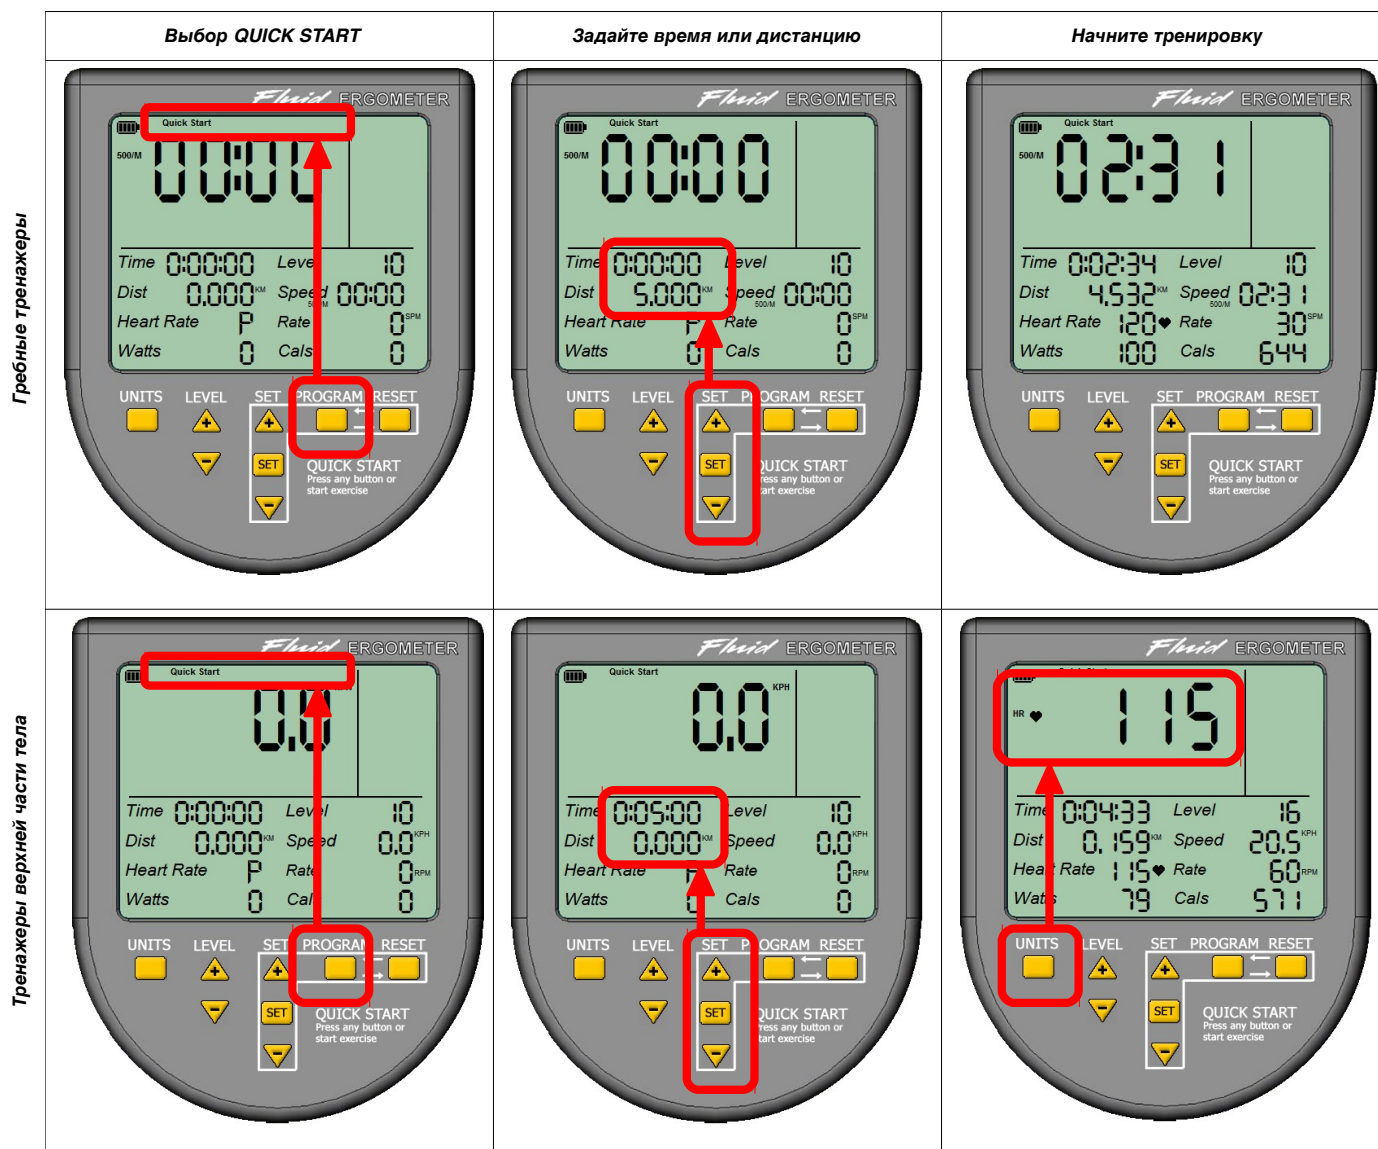 Выбор QUICK START
Задайте время или дистанцию
Начните тренировку
Гребные тренажеры
Fluid ERGOMETER
Quick Start
500/M
00:00
Time 0:00:00 Level 10
Dist 0.000 KM Speed 500/M 00:00
Heart Rate P Rate 0 SPM
Watts 0 Cals 0
UNITS LEVEL SET PROGRAM RESET
+ +
SET
- -
QUICK START
Press any button or
start exercise
Fluid ERGOMETER
Quick Start
500/M
00:00
Time 0:00:00 Level 10
Dist 5.000 KM Speed 500/M 00:00
Heart Rate P Rate 0 SPM
Watts 0 Cals 0
UNITS LEVEL SET PROGRAM RESET
+ +
SET
- -
QUICK START
Press any button or
start exercise
Fluid ERGOMETER
Quick Start
500/M
02:31
Time 0:02:34 Level 10
Dist 4.532 KM Speed 500/M 02:31
Heart Rate 120 Rate 30 SPM
Watts 100 Cals 644
UNITS LEVEL SET PROGRAM RESET
+ +
SET
- -
QUICK START
Press any button or
start exercise
Тренажеры верхней части тела
Fluid ERGOMETER
Quick Start
0.0 KPH
Time 0:00:00 Level 10
Dist 0.000 KM Speed 0.0 KPH
Heart Rate P Rate 0 RPM
Watts 0 Cals 0
UNITS LEVEL SET PROGRAM RESET
+ +
SET
- -
QUICK START
Press any button or
start exercise
Fluid ERGOMETER
Quick Start
0.0 KPH
Time 0:05:00 Level 10
Dist 0.000 KM Speed 0.0 KPH
Heart Rate P Rate 0 RPM
Watts 0 Cals 0
UNITS LEVEL SET PROGRAM RESET
+ +
SET
- -
QUICK START
Press any button or
start exercise
Fluid ERGOMETER
Quick Start
HR 115
Time 0:04:33 Level 16
Dist 0.159 KM Speed 20.5 KPH
Heart Rate 115 Rate 60 RPM
Watts 79 Cals 571
UNITS LEVEL SET PROGRAM RESET
+ +
SET
- -
QUICK START
Press any button or
start exercise